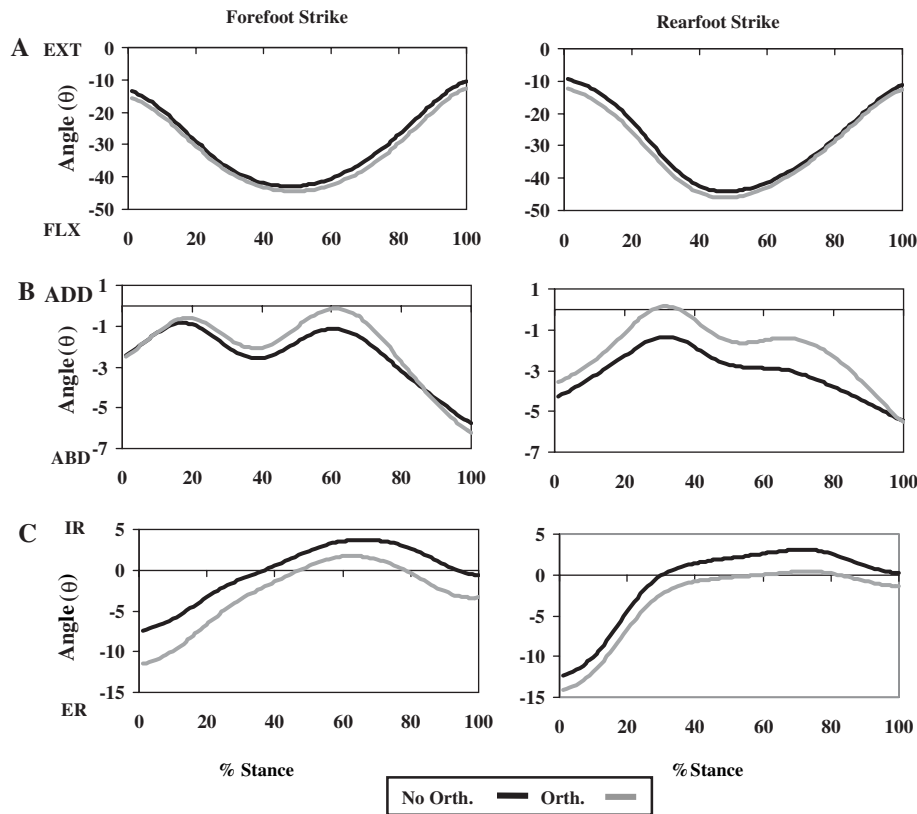 Forefoot Strike
Rearfoot Strike
A EXT
0
-10
-20
-30
-40
-50
Angle (θ)
FLX
0 20 40 60 80 100
0
-10
-20
-30
-40
-50
0 20 40 60 80 100
B ADD
1
-1
-3
-5
-7
Angle (θ)
ABD
0 20 40 60 80 100
1
-1
-3
-5
-7
0 20 40 60 80 100
C IR
5
0
-5
-10
-15
Angle (θ)
ER
0 20 40 60 80 100
5
0
-5
-10
-15
0 20 40 60 80 100
% Stance
% Stance
No Orth. Orth.